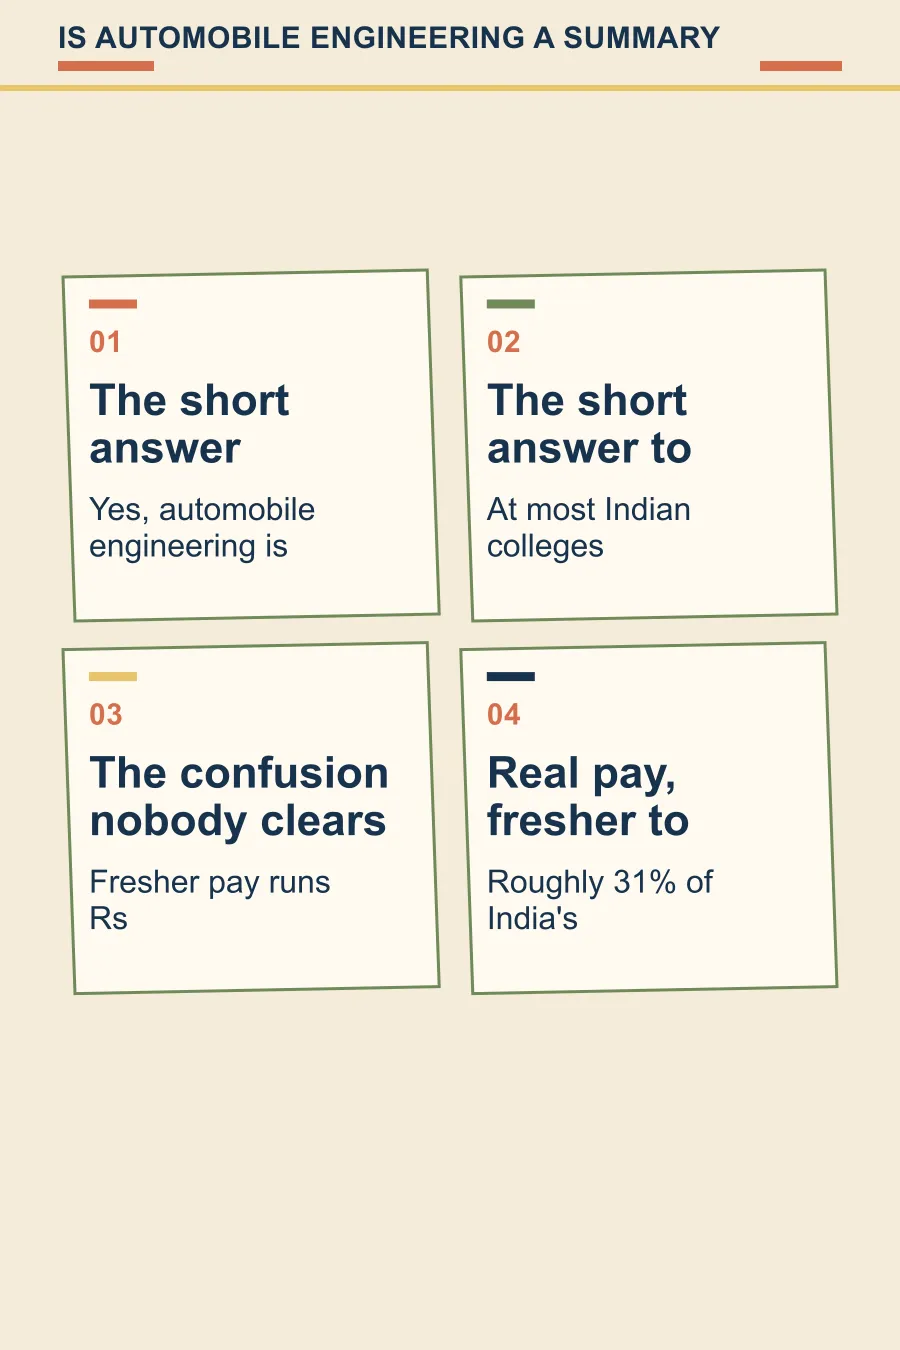 IS AUTOMOBILE ENGINEERING A SUMMARY
01
The short
answer
Yes, automobile
engineering is
02
The short
answer to
At most Indian
colleges
03
The confusion
nobody clears
Fresher pay runs
Rs
04
Real pay,
fresher to
Roughly 31% of
India's